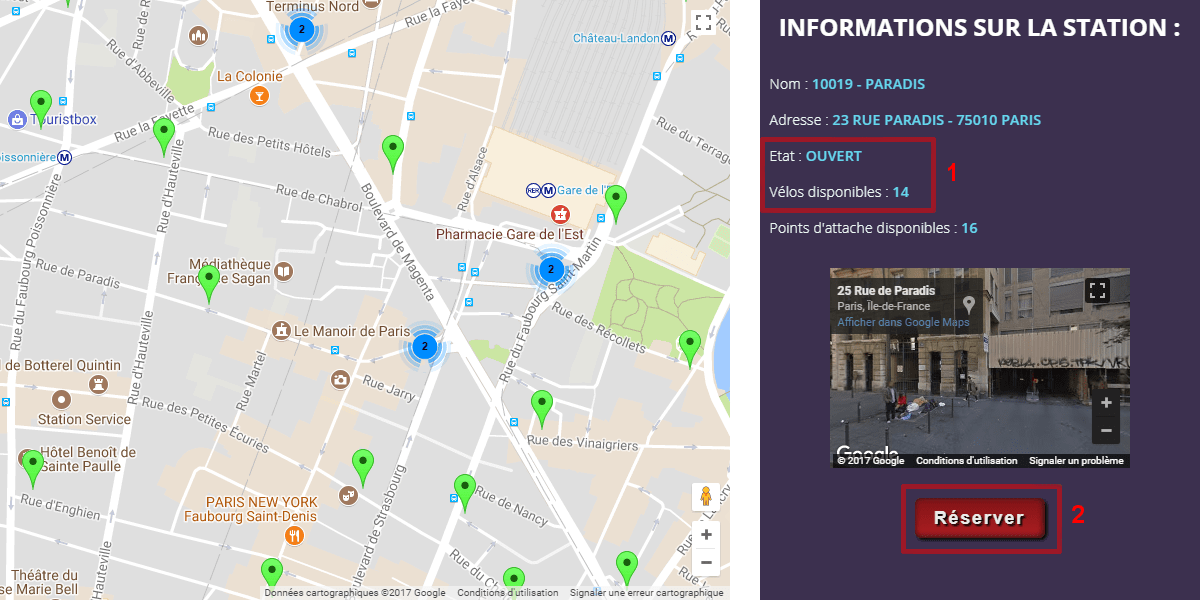 Terminus Nord
Rue la Fayette
2
Château-Landon
M
Rue d'Abbeville
La Colonie
Touristbox
Rue la Fayette
Rue des Petits Hôtels
Rue d'Alsace
Rue du Terrage
Poissonnière M
Rue d'Hauteville
Rue de Chabrol
RER M Gare de l'
Pharmacie Gare de l'Est
Boulevard de Magenta
Rue du Faubourg Poissonnière
Rue de Paradis
Médiathèque
Françoise Sagan
2
Rue du Faubourg Saint-Martin
Rue des Récollets
Le Manoir de Paris
2
Rue d'Hauteville
l de Botterel Quintin
Rue Martel
Rue Jarry
Station Service
Rue des Petites Écuries
Rue des Vinaigriers
Hôtel Benoît de
Sainte Paulle
Rue d'Enghien
PARIS NEW YORK
Faubourg Saint-Denis
Boulevard de Strasbourg
Rue de Nancy
Rue du Ch
Théâtre du
se Marie Bell
+
−
Données cartographiques ©2017 Google Conditions d'utilisation Signaler une erreur cartographique
INFORMATIONS SUR LA STATION :
Nom : 10019 - PARADIS
Adresse : 23 RUE PARADIS - 75010 PARIS
Etat : OUVERT
1
Vélos disponibles : 14
Points d'attache disponibles : 16
25 Rue de Paradis
Paris, Île-de-France
Afficher dans Google Maps
+
−
Google
© 2017 Google Conditions d'utilisation Signaler un problème
Réserver
2